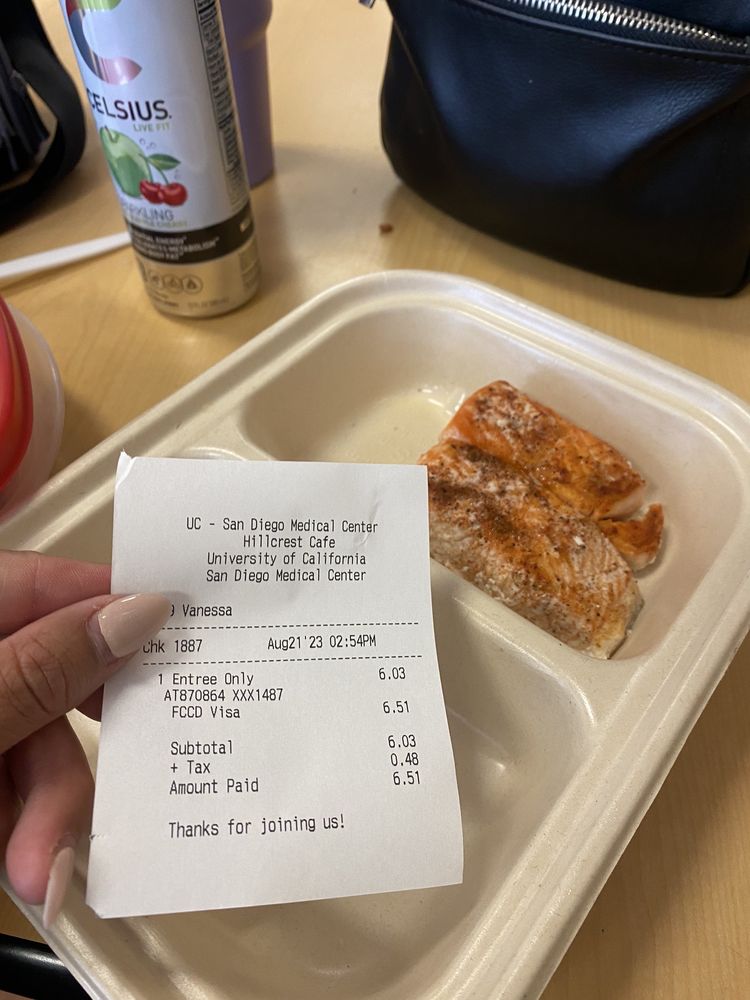 CELSIUS.
LIVE FIT
SPARKLING
UC - San Diego Medical Center
Hillcrest Cafe
University of California
San Diego Medical Center
9 Vanessa
Chk 1887 Aug21'23 02:54PM
1 Entree Only 6.03
AT870864 XXX1487
FCCD Visa 6.51
Subtotal 6.03
+ Tax 0.48
Amount Paid 6.51
Thanks for joining us!